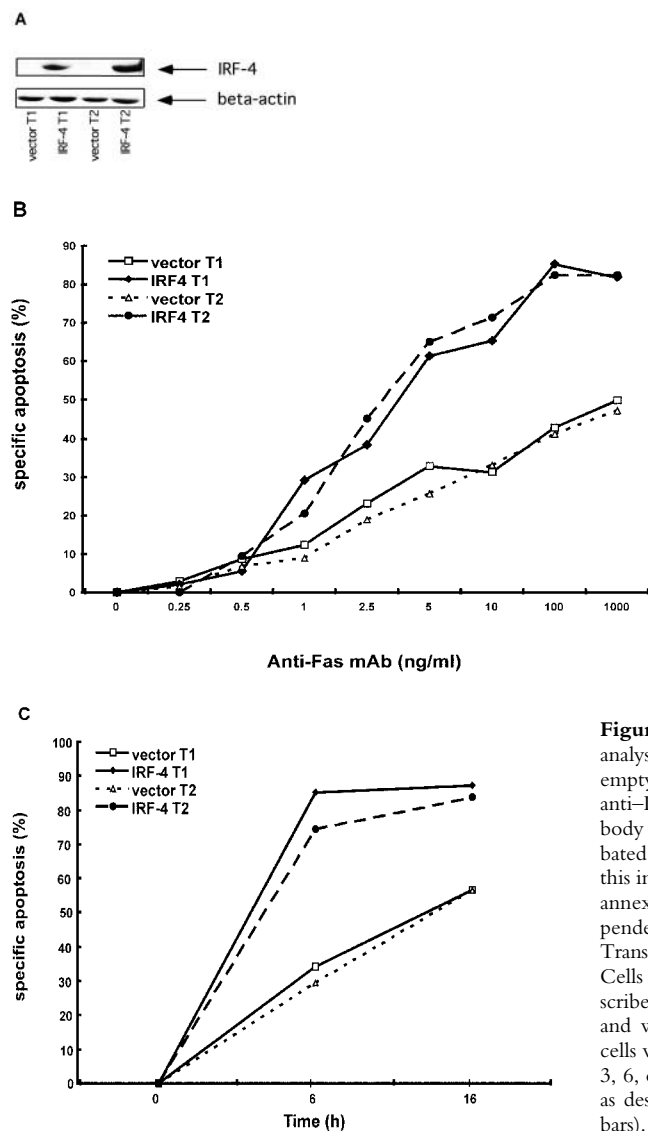 A
IRF-4
beta-actin
vector T1
IRF-4 T1
vector T2
IRF-4 T2
B
90
80
70
60
50
40
30
20
10
0
specific apoptosis (%)
vector T1
IRF4 T1
vector T2
IRF4 T2
0 0.25 0.5 1 2.5 5 10 100 1000
Anti-Fas mAb (ng/ml)
C
100
90
80
70
60
50
40
30
20
10
0
specific apoptosis (%)
vector T1
IRF-4 T1
vector T2
IRF-4 T2
0 6 16
Time (h)
Figur
analys
empty
anti–
body
bated
this in
annex
pende
Trans
Cells
scribe
and w
cells v
3, 6,
as des
bars).